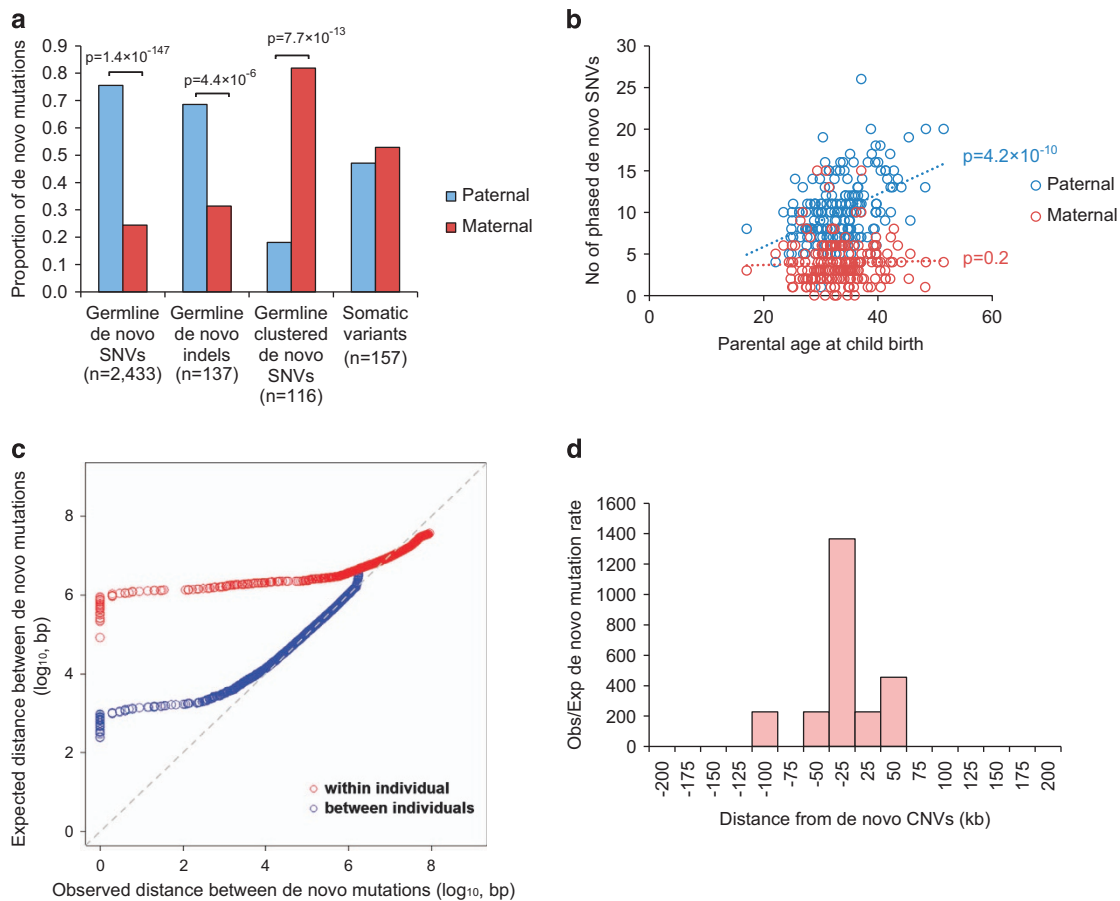 a
Proportion of de novo mutations
0.9
0.8
0.7
0.6
0.5
0.4
0.3
0.2
0.1
0.0
p=1.4×10⁻¹⁴⁷
p=4.4×10⁻⁶
p=7.7×10⁻¹³
Paternal
Maternal
Germline
de novo
SNVs
(n=2,433)
Germline
de novo
indels
(n=137)
Germline
clustered
de novo
SNVs
(n=116)
Somatic
variants
(n=157)
b
No of phased de novo SNVs
30
25
20
15
10
5
0
p=4.2×10⁻¹⁰
p=0.2
Paternal
Maternal
0 20 40 60
Parental age at child birth
c
Expected distance between de novo mutations
(log₁₀, bp)
8
6
4
2
0
within individual
between individuals
0 2 4 6 8
Observed distance between de novo mutations (log₁₀, bp)
d
Obs/Exp de novo mutation rate
1600
1400
1200
1000
800
600
400
200
0
-200 -175 -150 -125 -100 -75 -50 -25 25 50 75 100 125 150 175 200
Distance from de novo CNVs (kb)